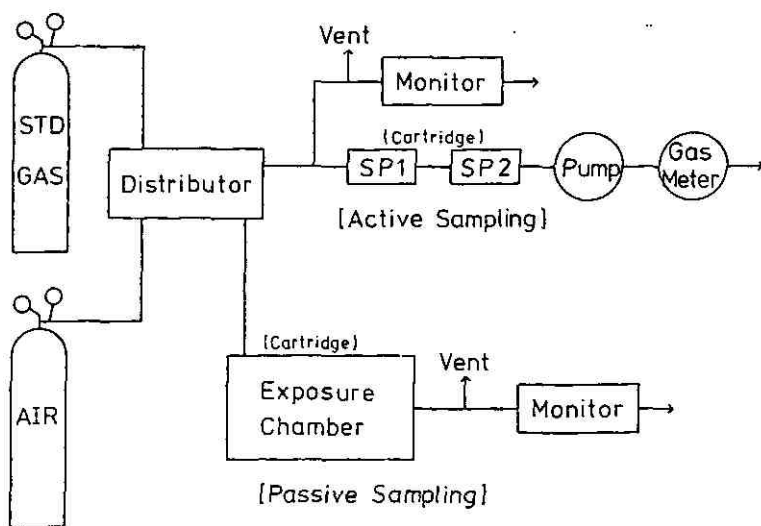 STD
GAS
AIR
Distributor
Vent
Monitor
(Cartridge)
SP1
SP2
Pump
Gas
Meter
[Active Sampling]
(Cartridge)
Exposure
Chamber
Vent
Monitor
[Passive Sampling]